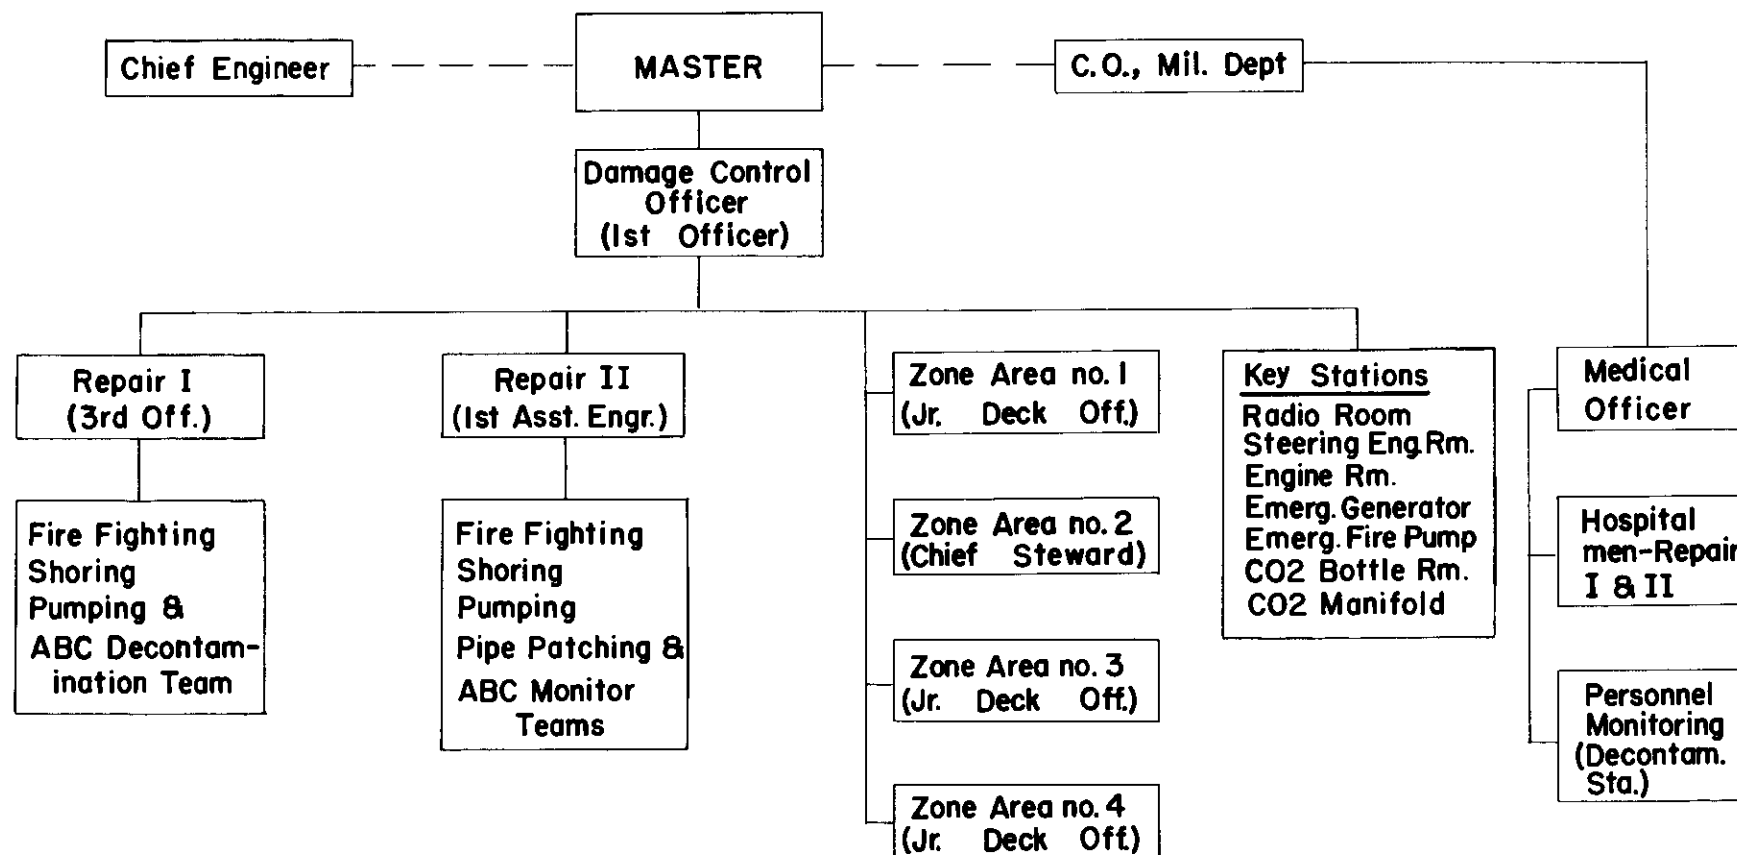 Chief Engineer
MASTER
C.O., Mil. Dept
Damage Control
Officer
(1st Officer)
Repair I
(3rd Off.)
Fire Fighting
Shoring
Pumping &
ABC Decontam-
ination Team
Repair II
(1st Asst. Engr.)
Fire Fighting
Shoring
Pumping
Pipe Patching &
ABC Monitor
Teams
Zone Area no. 1
(Jr. Deck Off.)
Zone Area no. 2
(Chief Steward)
Zone Area no. 3
(Jr. Deck Off.)
Zone Area no. 4
(Jr. Deck Off.)
Key Stations
Radio Room
Steering Eng. Rm.
Engine Rm.
Emerg. Generator
Emerg. Fire Pump
CO2 Bottle Rm.
CO2 Manifold
Medical
Officer
Hospital
men-Repair
I & II
Personnel
Monitoring
(Decontam.
Sta.)